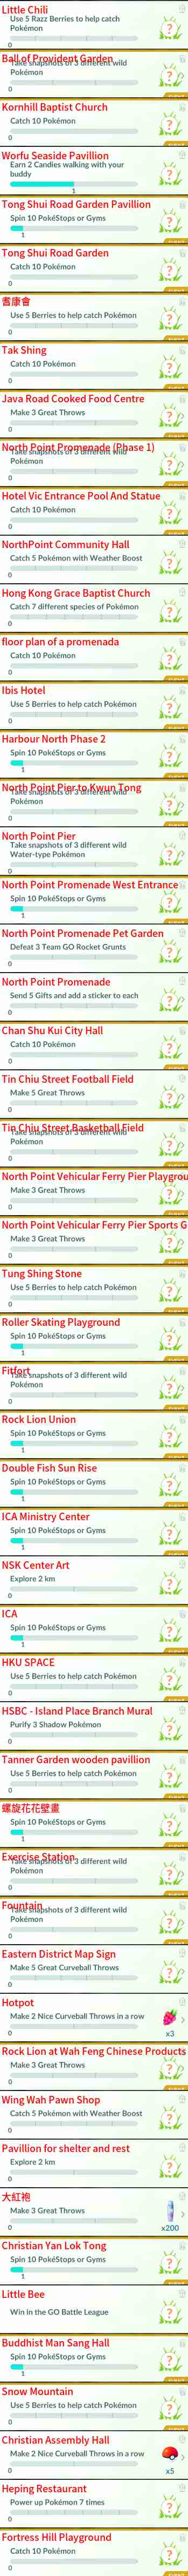 Little Chili
Use 5 Razz Berries to help catch
Pokémon
0
Ball of Provident Garden
Take snapshots of 3 different wild
Pokémon
0
Kornhill Baptist Church
Catch 10 Pokémon
0
Worfu Seaside Pavillion
Earn 2 Candies walking with your
buddy
1
Tong Shui Road Garden Pavillion
Spin 10 PokéStops or Gyms
1
Tong Shui Road Garden
Catch 10 Pokémon
0
耆康會
Use 5 Berries to help catch Pokémon
0
Tak Shing
Catch 10 Pokémon
0
Java Road Cooked Food Centre
Make 3 Great Throws
0
North Point Promenade (Phase 1)
Take snapshots of 3 different wild
Pokémon
0
Hotel Vic Entrance Pool And Statue
Catch 10 Pokémon
0
NorthPoint Community Hall
Catch 5 Pokémon with Weather Boost
0
Hong Kong Grace Baptist Church
Catch 7 different species of Pokémon
0
floor plan of a promenada
Catch 10 Pokémon
0
Ibis Hotel
Use 5 Berries to help catch Pokémon
0
Harbour North Phase 2
Spin 10 PokéStops or Gyms
1
North Point Pier to Kwun Tong
Take snapshots of 3 different wild
Pokémon
0
North Point Pier
Take snapshots of 3 different wild
Water-type Pokémon
0
North Point Promenade West Entrance
Spin 10 PokéStops or Gyms
1
North Point Promenade Pet Garden
Defeat 3 Team GO Rocket Grunts
0
North Point Promenade
Send 5 Gifts and add a sticker to each
0
Chan Shu Kui City Hall
Catch 10 Pokémon
0
Tin Chiu Street Football Field
Make 5 Great Throws
0
Tin Chiu Street Basketball Field
Take snapshots of 3 different wild
Pokémon
0
North Point Vehicular Ferry Pier Playgrou
Make 3 Great Throws
0
North Point Vehicular Ferry Pier Sports G
Make 3 Great Throws
0
Tung Shing Stone
Use 5 Berries to help catch Pokémon
0
Roller Skating Playground
Spin 10 PokéStops or Gyms
1
Fitfort
Take snapshots of 3 different wild
Pokémon
0
Rock Lion Union
Spin 10 PokéStops or Gyms
1
Double Fish Sun Rise
Spin 10 PokéStops or Gyms
1
ICA Ministry Center
Spin 10 PokéStops or Gyms
1
NSK Center Art
Explore 2 km
0
ICA
Spin 10 PokéStops or Gyms
1
HKU SPACE
Use 5 Berries to help catch Pokémon
0
HSBC - Island Place Branch Mural
Purify 3 Shadow Pokémon
0
Tanner Garden wooden pavillion
Use 5 Berries to help catch Pokémon
0
螺旋花花壁畫
Spin 10 PokéStops or Gyms
1
Exercise Station
Take snapshots of 3 different wild
Pokémon
0
Fountain
Take snapshots of 3 different wild
Pokémon
0
Eastern District Map Sign
Make 5 Great Curveball Throws
0
Hotpot
Make 2 Nice Curveball Throws in a row
0
x3
Rock Lion at Wah Feng Chinese Products
Make 3 Great Throws
0
Wing Wah Pawn Shop
Catch 5 Pokémon with Weather Boost
0
Pavillion for shelter and rest
Explore 2 km
0
大紅袍
Make 3 Great Throws
0
x200
Christian Yan Lok Tong
Spin 10 PokéStops or Gyms
1
Little Bee
Win in the GO Battle League
Buddhist Man Sang Hall
Spin 10 PokéStops or Gyms
1
Snow Mountain
Use 5 Berries to help catch Pokémon
0
Christian Assembly Hall
Make 2 Nice Curveball Throws in a row
0
x5
Heping Restaurant
Power up Pokémon 7 times
0
Fortress Hill Playground
Catch 10 Pokémon
0